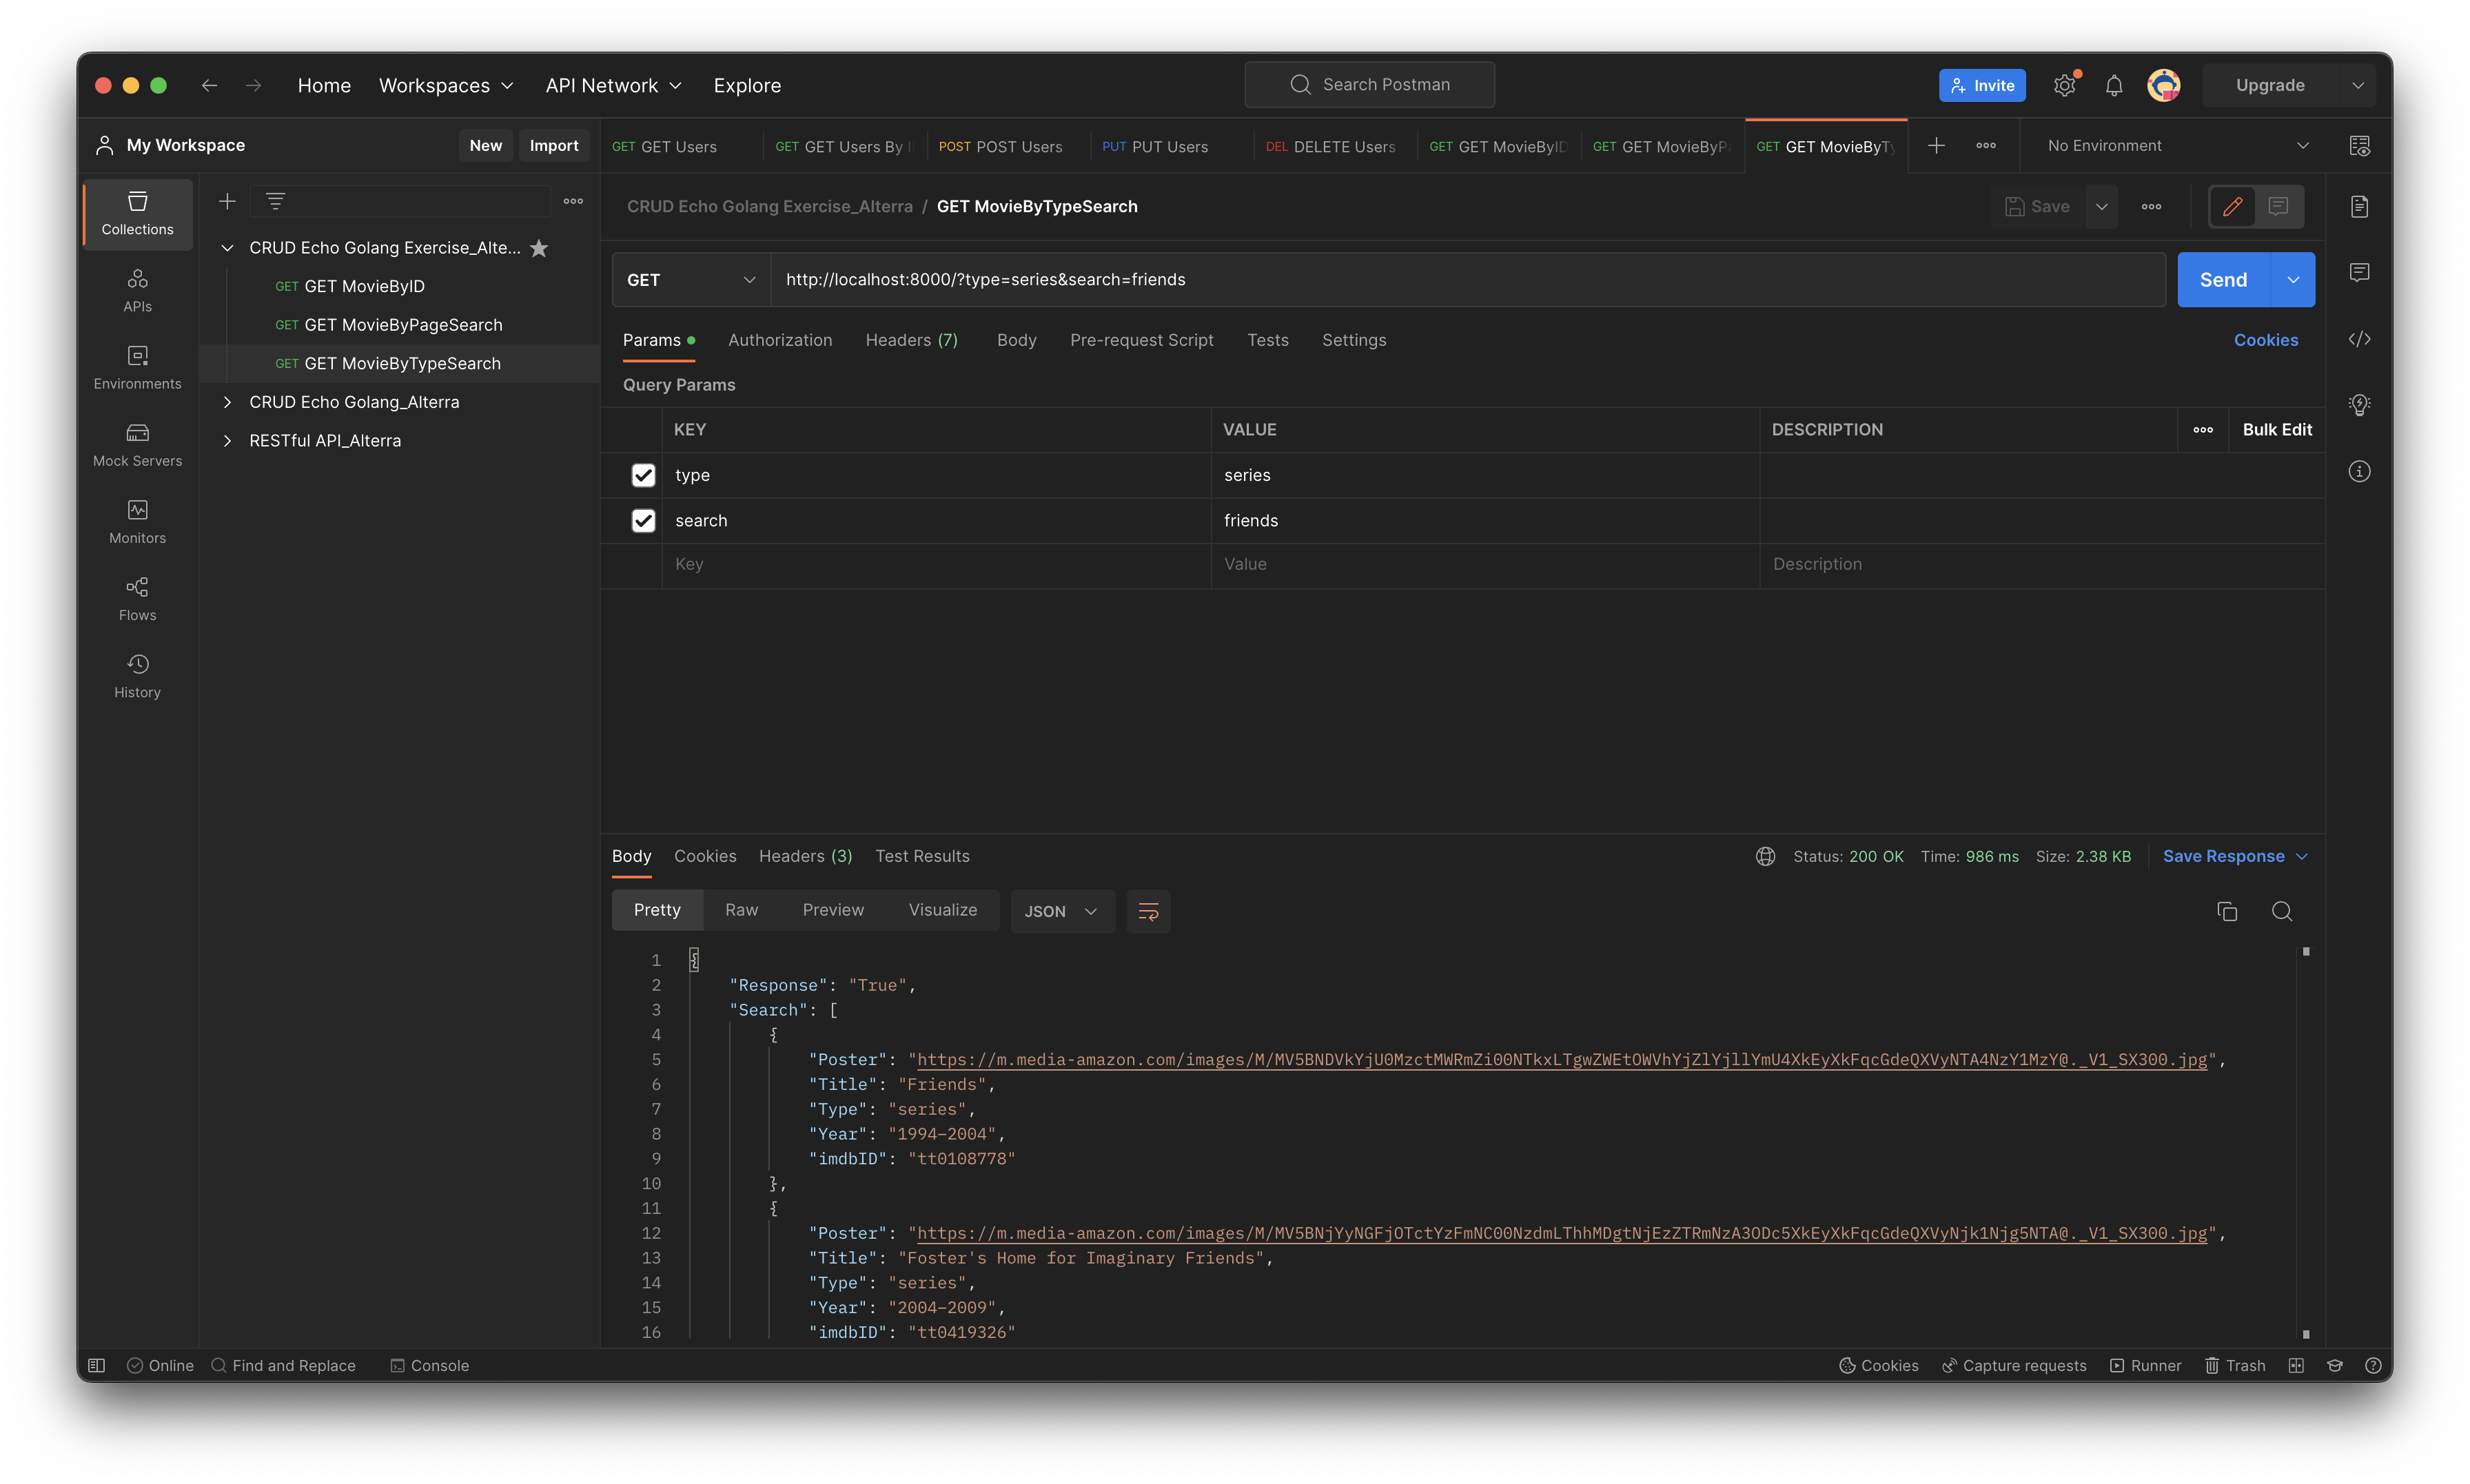 Home Workspaces API Network Explore Search Postman Invite Upgrade
My Workspace New Import
GET GET Users GET GET Users By I POST POST Users PUT PUT Users DEL DELETE Users GET GET MovieByID GET GET MovieByPa GET GET MovieByTy No Environment
Collections
APIs
Environments
Mock Servers
Monitors
Flows
History
CRUD Echo Golang Exercise_Alte...
GET GET MovieByID
GET GET MovieByPageSearch
GET GET MovieByTypeSearch
CRUD Echo Golang_Alterra
RESTful API_Alterra
CRUD Echo Golang Exercise_Alterra / GET MovieByTypeSearch Save
GET http://localhost:8000/?type=series&search=friends Send
Params Authorization Headers (7) Body Pre-request Script Tests Settings Cookies
Query Params
KEY VALUE DESCRIPTION Bulk Edit
type series
search friends
Key Value Description
Body Cookies Headers (3) Test Results Status: 200 OK Time: 986 ms Size: 2.38 KB Save Response
Pretty Raw Preview Visualize JSON
1 {
2 "Response": "True",
3 "Search": [
4 {
5 "Poster": "https://m.media-amazon.com/images/M/MV5BNDVkYjU0MzctMWRmZi00NTkxLTgwZWEtOWVhYjZlYjllYmU4XkEyXkFqcGdeQXVyNTA4NzY1MzY@._V1_SX300.jpg",
6 "Title": "Friends",
7 "Type": "series",
8 "Year": "1994–2004",
9 "imdbID": "tt0108778"
10 },
11 {
12 "Poster": "https://m.media-amazon.com/images/M/MV5BNjYyNGFjOTctYzFmNC00NzdmLThhMDgtNjEzZTRmNzA3ODc5XkEyXkFqcGdeQXVyNjk1Njg5NTA@._V1_SX300.jpg",
13 "Title": "Foster's Home for Imaginary Friends",
14 "Type": "series",
15 "Year": "2004–2009",
16 "imdbID": "tt0419326"
Online Find and Replace Console Cookies Capture requests Runner Trash